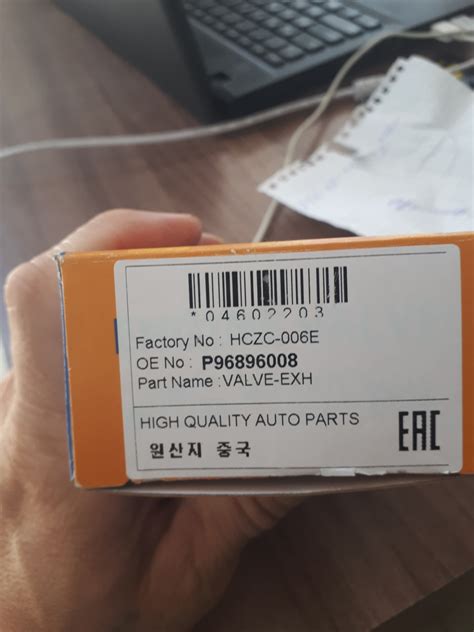 *04602203
Factory No : HCZC-006E
OE No : P96896008
Part Name : VALVE-EXH
HIGH QUALITY AUTO PARTS
EAC
원산지 중국